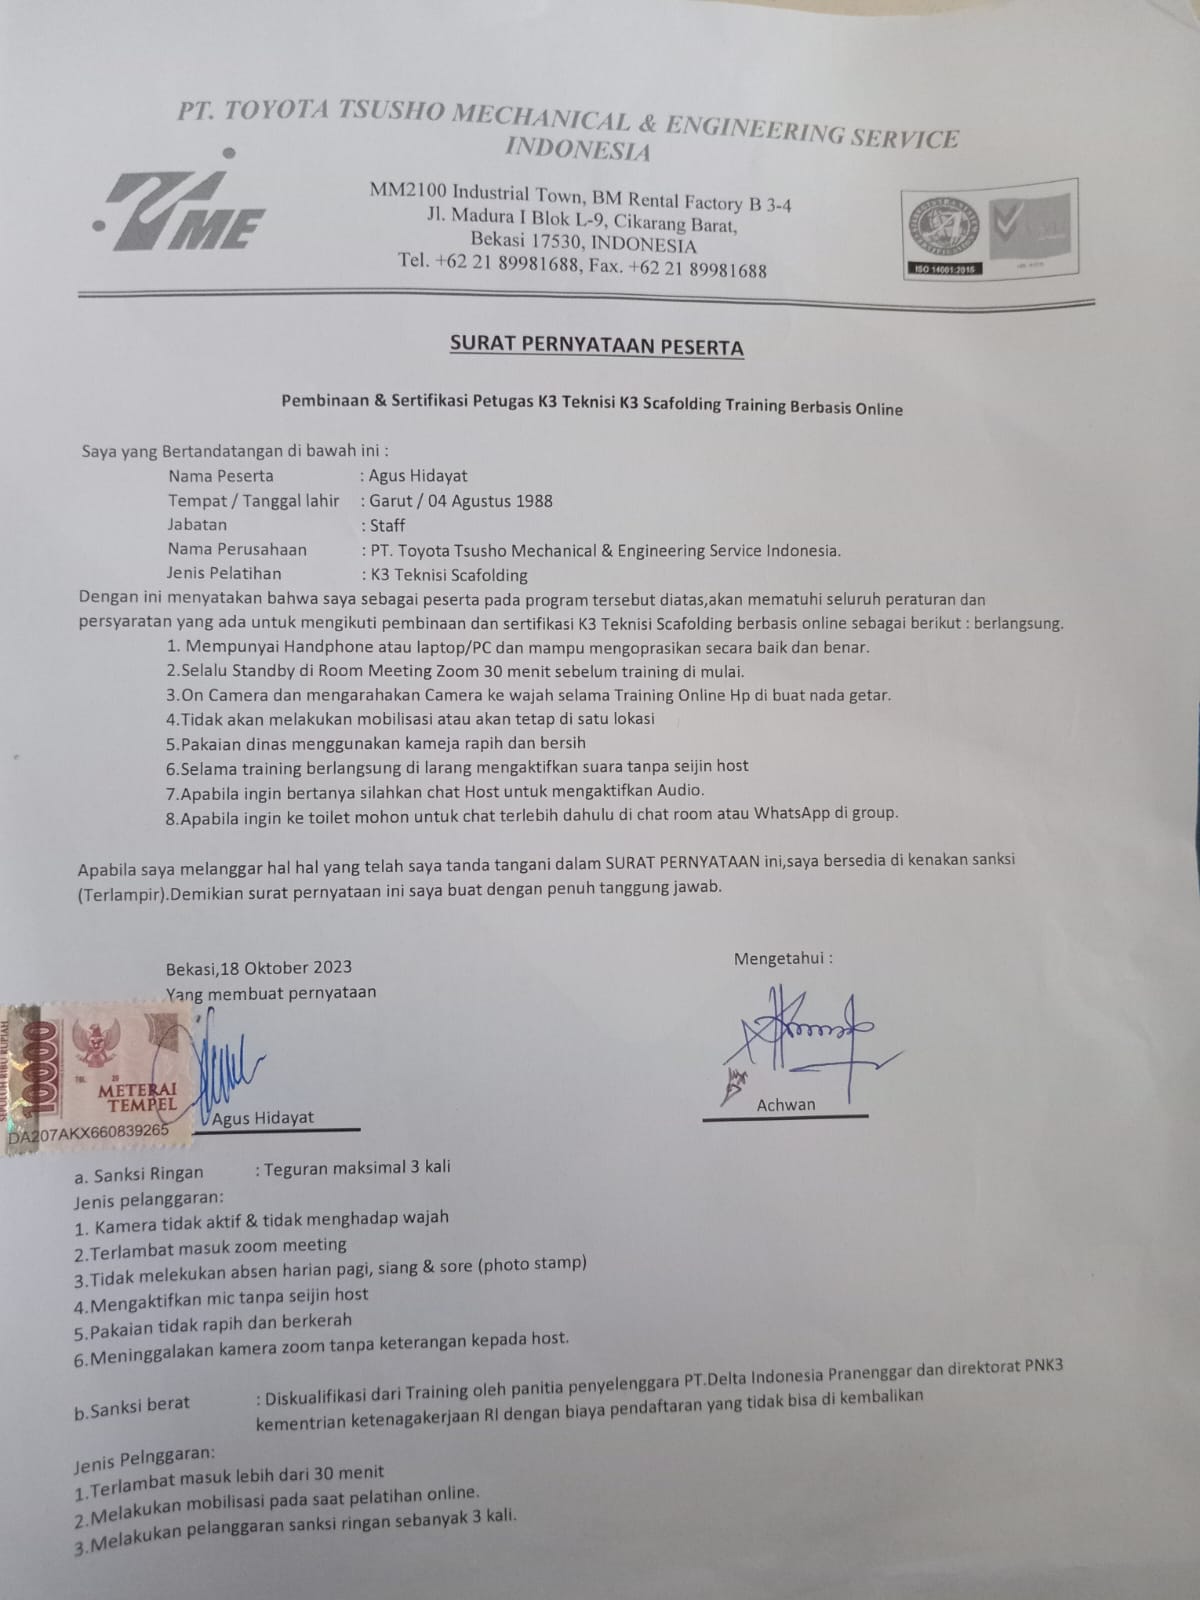 PT. TOYOTA TSUSHO MECHANICAL & ENGINEERING SERVICE
INDONESIA
ME
MM2100 Industrial Town, BM Rental Factory B 3-4
Jl. Madura I Blok L-9, Cikarang Barat,
Bekasi 17530, INDONESIA
Tel. +62 21 89981688, Fax. +62 21 89981688
ISO 14001:2015
SURAT PERNYATAAN PESERTA
Pembinaan & Sertifikasi Petugas K3 Teknisi K3 Scafolding Training Berbasis Online
Saya yang Bertandatangan di bawah ini :
Nama Peserta : Agus Hidayat
Tempat / Tanggal lahir : Garut / 04 Agustus 1988
Jabatan : Staff
Nama Perusahaan : PT. Toyota Tsusho Mechanical & Engineering Service Indonesia.
Jenis Pelatihan : K3 Teknisi Scafolding
Dengan ini menyatakan bahwa saya sebagai peserta pada program tersebut diatas,akan mematuhi seluruh peraturan dan
persyaratan yang ada untuk mengikuti pembinaan dan sertifikasi K3 Teknisi Scafolding berbasis online sebagai berikut : berlangsung.
1. Mempunyai Handphone atau laptop/PC dan mampu mengoprasikan secara baik dan benar.
2.Selalu Standby di Room Meeting Zoom 30 menit sebelum training di mulai.
3.On Camera dan mengarahakan Camera ke wajah selama Training Online Hp di buat nada getar.
4.Tidak akan melakukan mobilisasi atau akan tetap di satu lokasi
5.Pakaian dinas menggunakan kameja rapih dan bersih
6.Selama training berlangsung di larang mengaktifkan suara tanpa seijin host
7.Apabila ingin bertanya silahkan chat Host untuk mengaktifkan Audio.
8.Apabila ingin ke toilet mohon untuk chat terlebih dahulu di chat room atau WhatsApp di group.
Apabila saya melanggar hal hal yang telah saya tanda tangani dalam SURAT PERNYATAAN ini,saya bersedia di kenakan sanksi
(Terlampir).Demikian surat pernyataan ini saya buat dengan penuh tanggung jawab.
Bekasi,18 Oktober 2023
Yang membuat pernyataan
Mengetahui :
SEPULUH RIBU RUPIAH
10000
TGL. 20
METERAI
TEMPEL
DA207AKX660839265
Agus Hidayat
Achwan
a. Sanksi Ringan : Teguran maksimal 3 kali
Jenis pelanggaran:
1. Kamera tidak aktif & tidak menghadap wajah
2.Terlambat masuk zoom meeting
3.Tidak melekukan absen harian pagi, siang & sore (photo stamp)
4.Mengaktifkan mic tanpa seijin host
5.Pakaian tidak rapih dan berkerah
6.Meninggalakan kamera zoom tanpa keterangan kepada host.
b.Sanksi berat : Diskualifikasi dari Training oleh panitia penyelenggara PT.Delta Indonesia Pranenggar dan direktorat PNK3
kementrian ketenagakerjaan RI dengan biaya pendaftaran yang tidak bisa di kembalikan
Jenis Pelnggaran:
1.Terlambat masuk lebih dari 30 menit
2.Melakukan mobilisasi pada saat pelatihan online.
3.Melakukan pelanggaran sanksi ringan sebanyak 3 kali.